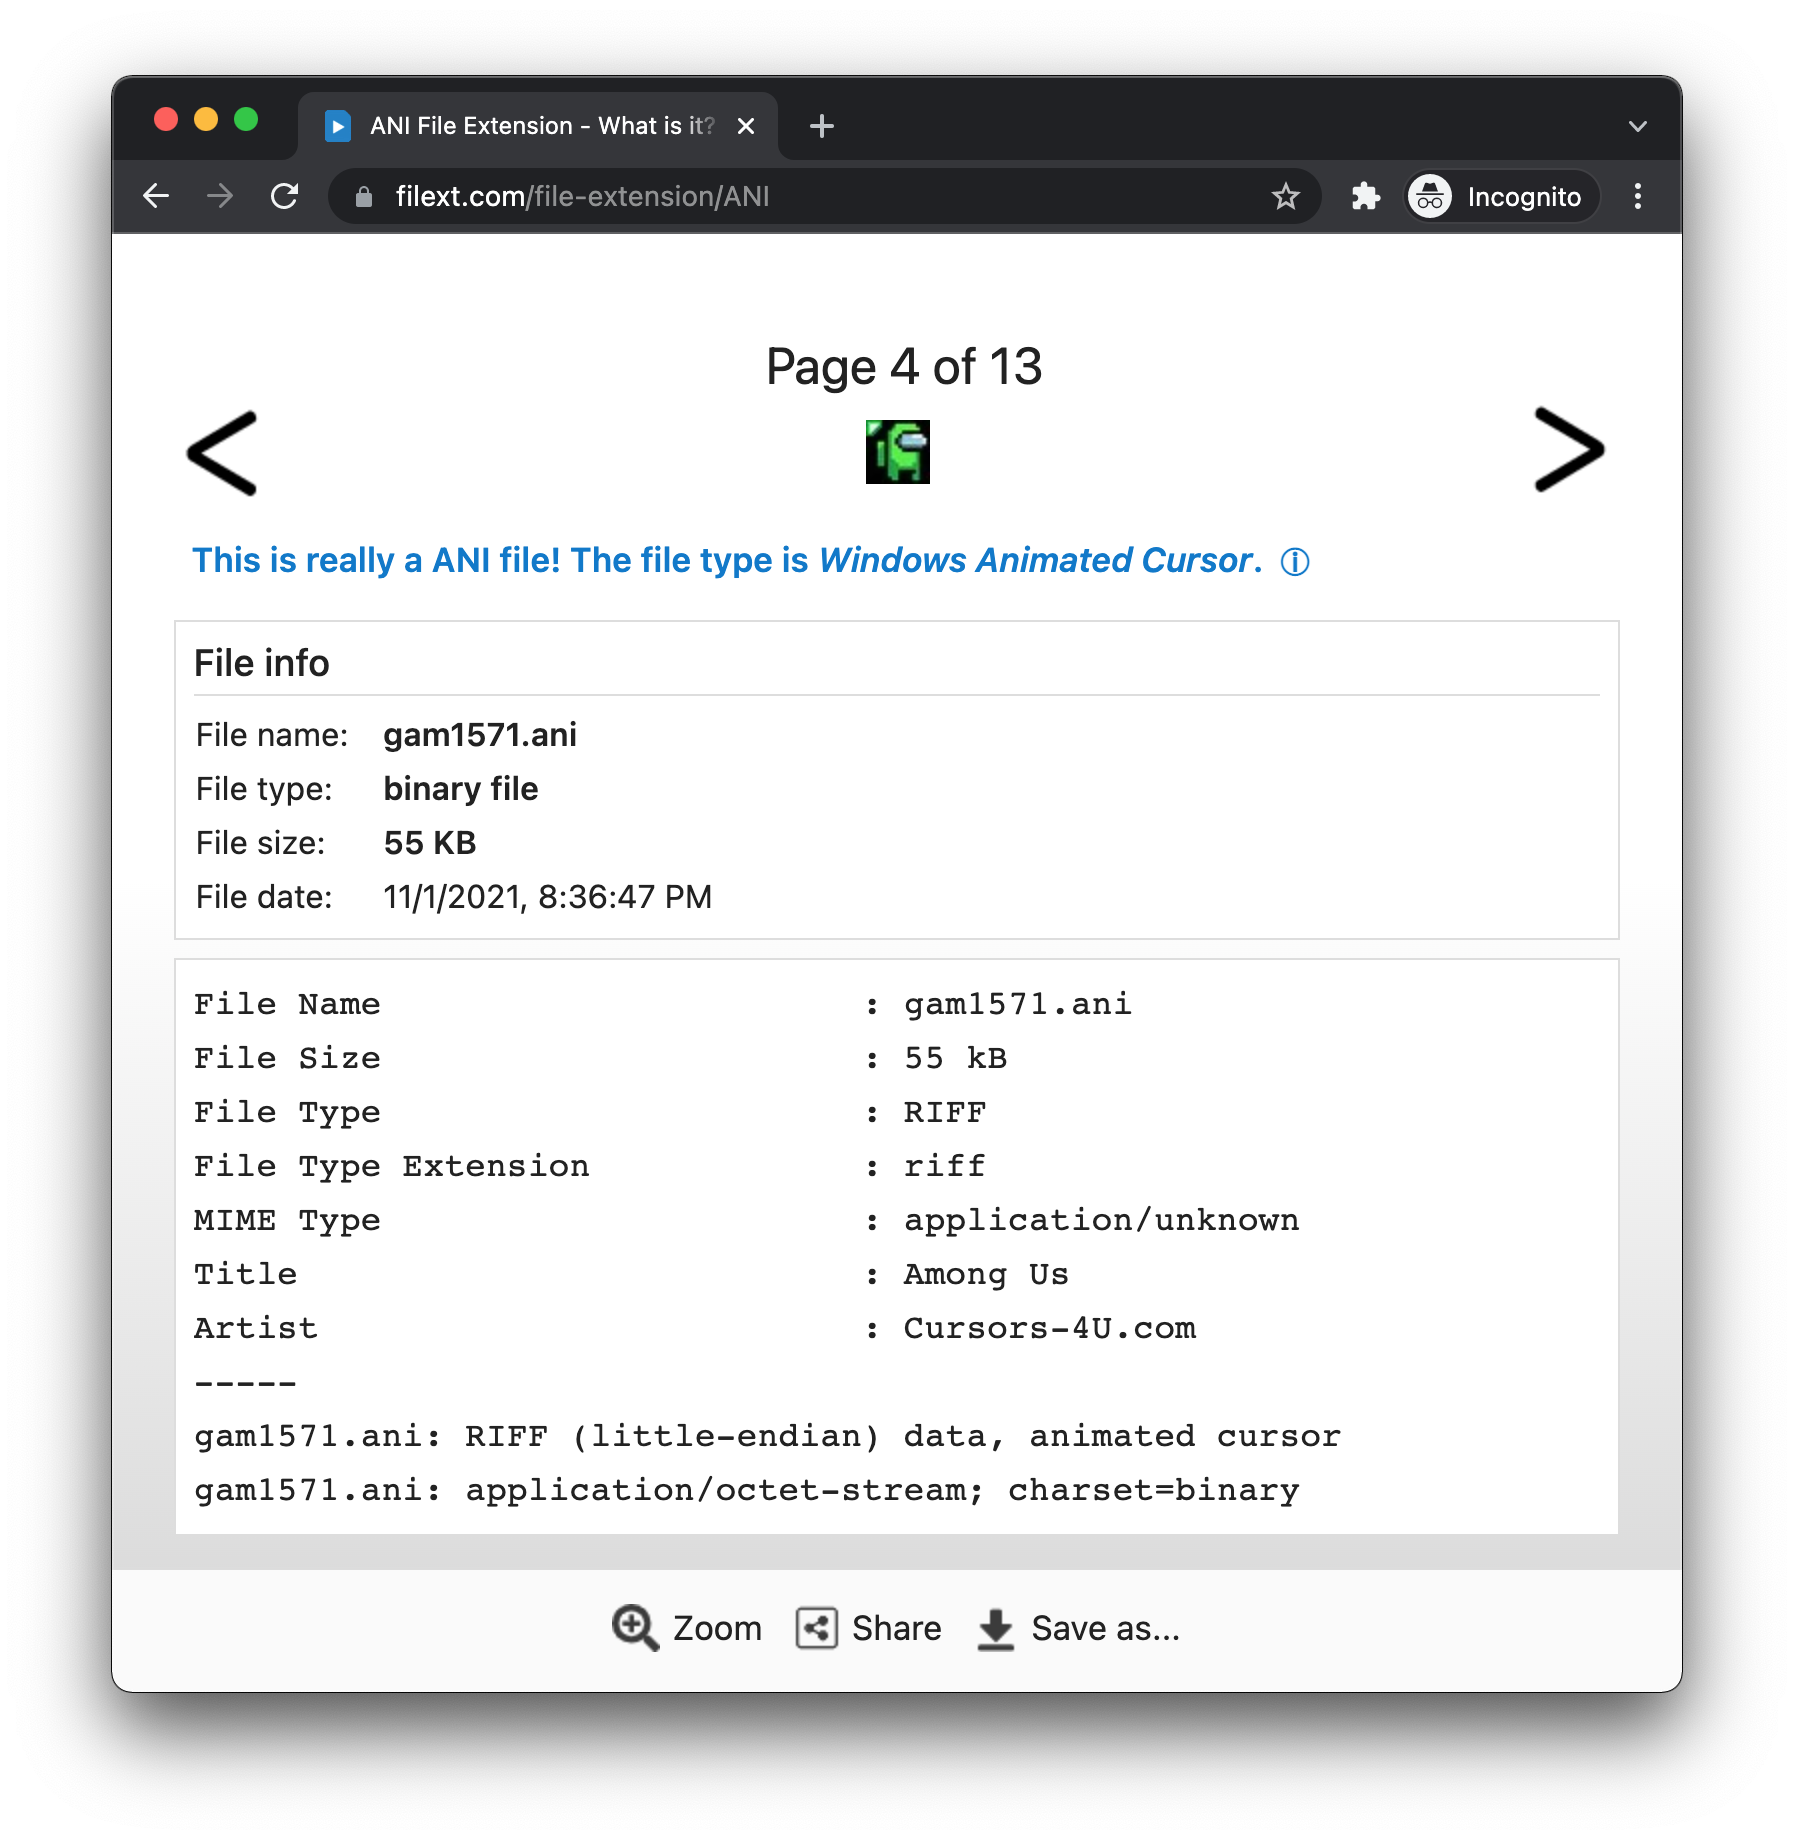 ANI File Extension - What is it?
filext.com/file-extension/ANI
Incognito
Page 4 of 13
<
>
This is really a ANI file! The file type is Windows Animated Cursor.
File info
File name: gam1571.ani
File type: binary file
File size: 55 KB
File date: 11/1/2021, 8:36:47 PM
File Name : gam1571.ani
File Size : 55 kB
File Type : RIFF
File Type Extension : riff
MIME Type : application/unknown
Title : Among Us
Artist : Cursors-4U.com
-----
gam1571.ani: RIFF (little-endian) data, animated cursor
gam1571.ani: application/octet-stream; charset=binary
Zoom Share Save as...